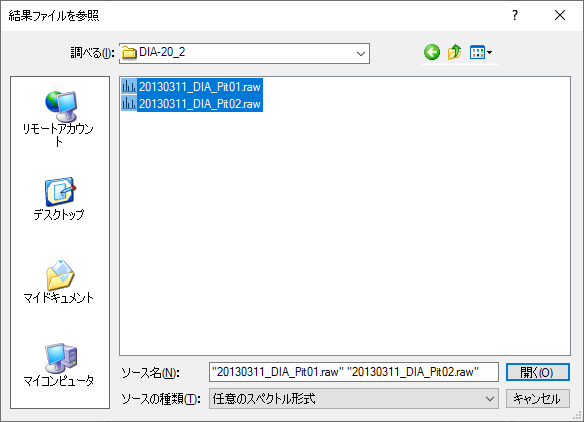 結果ファイルを参照
調べる(I):
DIA-20_2
20130311_DIA_Pit01.raw
20130311_DIA_Pit02.raw
リモートアカウン
ト
デスクトップ
マイドキュメント
マイコンピュータ
ソース名(N):
"20130311_DIA_Pit01.raw" "20130311_DIA_Pit02.raw"
開く(O)
ソースの種類(T):
任意のスペクトル形式
キャンセル